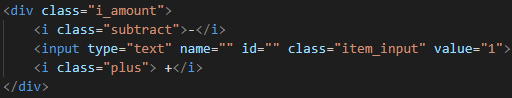 <div class="i_amount">
    <i class="subtract">-</i>
    <input type="text" name="" id="" class="item_input" value="1">
    <i class="plus"> +</i>
</div>